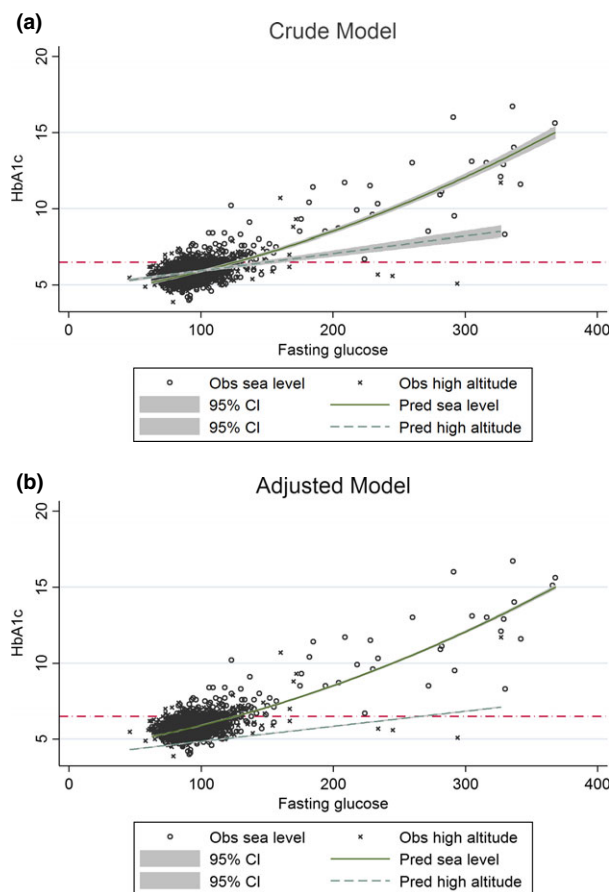 (a)
Crude Model
20
15
10
5
HbA1c
0 100 200 300 400
Fasting glucose
Obs sea level Obs high altitude
95% CI Pred sea level
95% CI Pred high altitude
(b)
Adjusted Model
20
15
10
5
HbA1c
0 100 200 300 400
Fasting glucose
Obs sea level Obs high altitude
95% CI Pred sea level
95% CI Pred high altitude